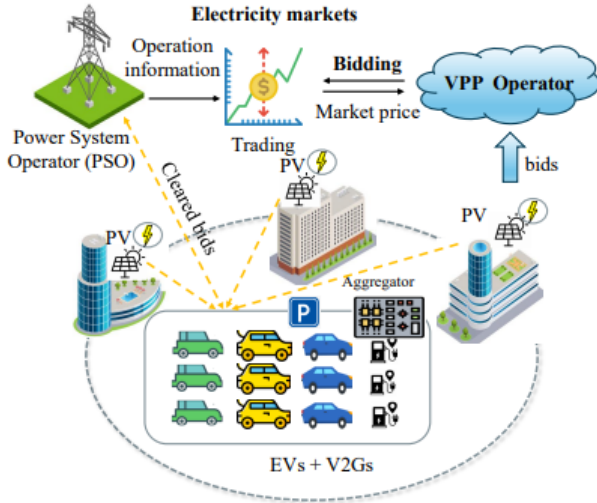 Electricity markets
Operation
information
Bidding
VPP Operator
Market price
Power System
Operator (PSO)
Trading
bids
Cleared bids
PV
PV
PV
Aggregator
P
EVs + V2Gs
$